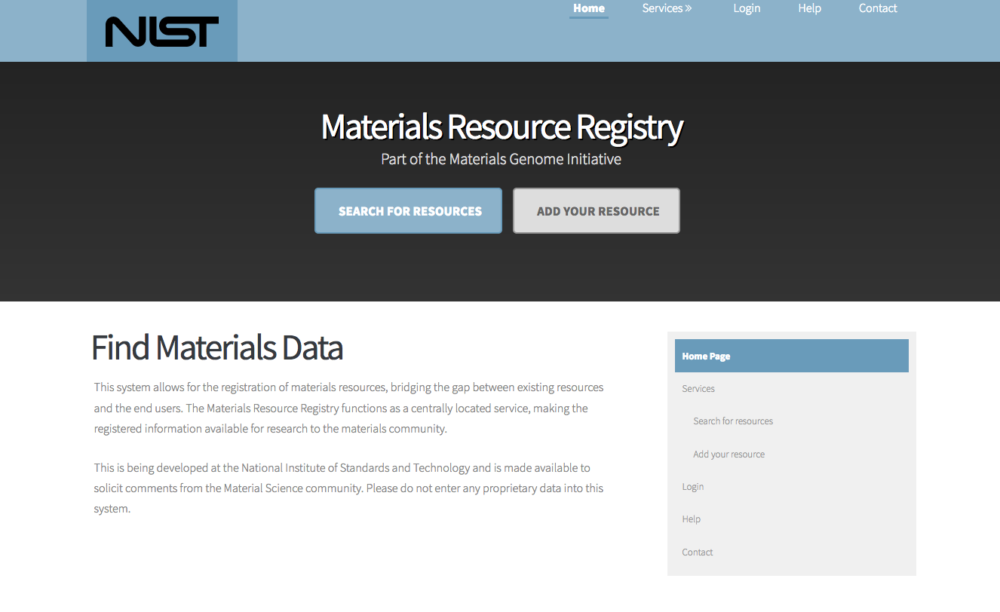 NIST
Home Services » Login Help Contact
Materials Resource Registry
Part of the Materials Genome Initiative
SEARCH FOR RESOURCES ADD YOUR RESOURCE
Find Materials Data
This system allows for the registration of materials resources, bridging the gap between existing resources
and the end users. The Materials Resource Registry functions as a centrally located service, making the
registered information available for research to the materials community.
This is being developed at the National Institute of Standards and Technology and is made available to
solicit comments from the Material Science community. Please do not enter any proprietary data into this
system.
Home Page
Services
Search for resources
Add your resource
Login
Help
Contact